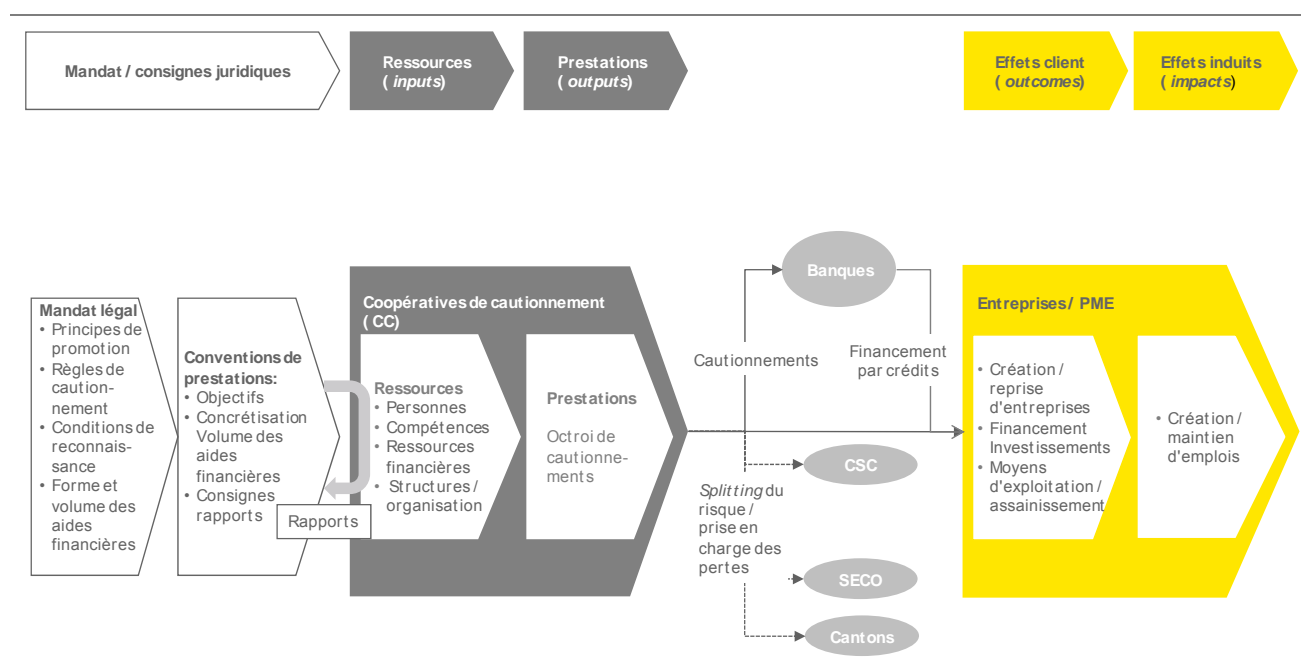 Mandat / consignes juridiques
Ressources
( inputs)
Prestations
( outputs)
Effets client
( outcomes)
Effets induits
( impacts)
Mandat légal
• Principes de
promotion
• Règles de
caution-
nement
• Conditions de
reconnais-
sance
• Forme et
volume des
aides
financières
Conventions de
prestations:
• Objectifs
• Concrétisation
Volume des
aides
financières
• Consignes
rapports
Rapports
Coopératives de cautionnement
( CC)
Ressources
• Personnes
• Compétences
• Ressources
financières
• Structures /
organisation
Prestations
Octroi de
cautionne-
ments
Banques
Cautionnements
Financement
par crédits
CSC
Splitting du
risque /
prise en
charge des
pertes
SECO
Cantons
Entreprises / PME
• Création /
reprise
d'entreprises
• Financement
Investissements
• Moyens
d'exploitation /
assainissement
• Création /
maintien
d'emplois